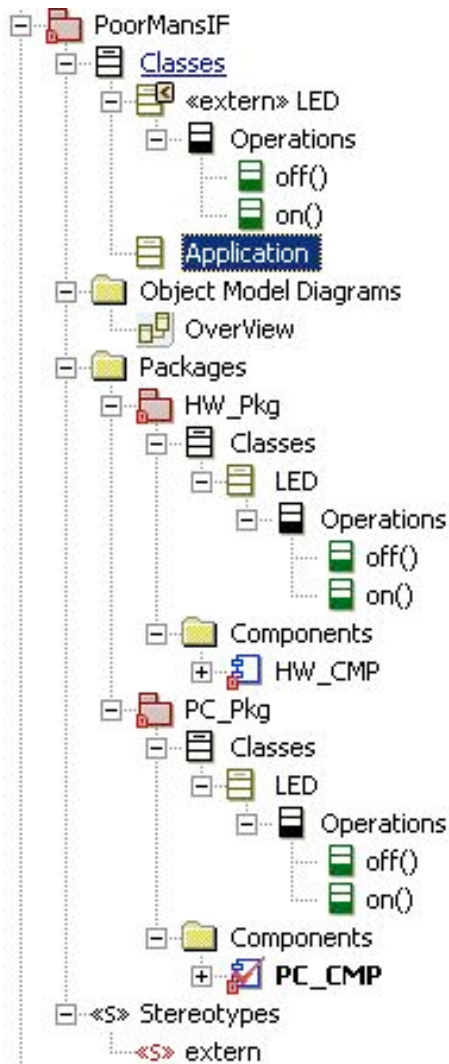 PoorMansIF
Classes
«extern» LED
Operations
off()
on()
Application
Object Model Diagrams
OverView
Packages
HW_Pkg
Classes
LED
Operations
off()
on()
Components
HW_CMP
PC_Pkg
Classes
LED
Operations
off()
on()
Components
PC_CMP
«S» Stereotypes
«S» extern